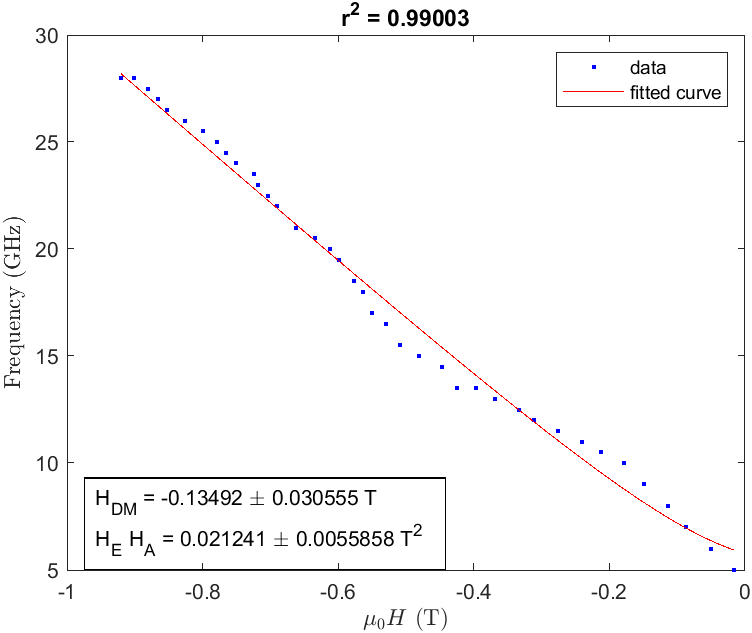 r² = 0.99003
30
25
20
15
10
5
Frequency (GHz)
data
fitted curve
H_DM = -0.13492 ± 0.030555 T
H_E H_A = 0.021241 ± 0.0055858 T²
-1 -0.8 -0.6 -0.4 -0.2 0
μ₀H (T)